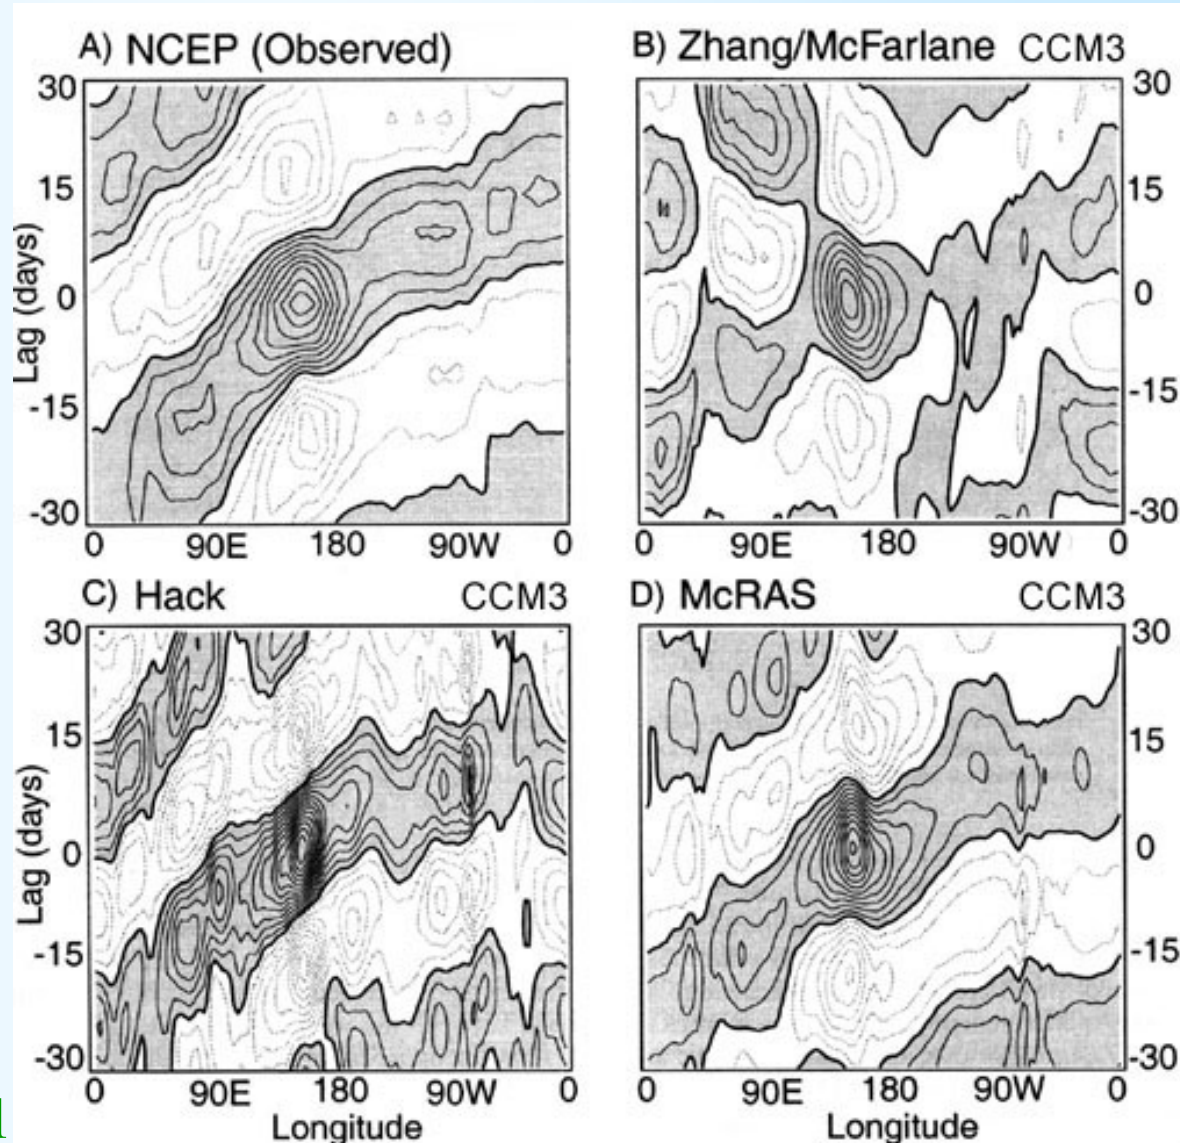 A) NCEP (Observed)
B) Zhang/McFarlane CCM3
30
15
0
-15
-30
Lag (days)
0 90E 180 90W 0
30
15
0
-15
-30
0 90E 180 90W 0
C) Hack CCM3
D) McRAS CCM3
30
15
0
-15
-30
Lag (days)
0 90E 180 90W 0
Longitude
30
15
0
-15
-30
0 90E 180 90W 0
Longitude